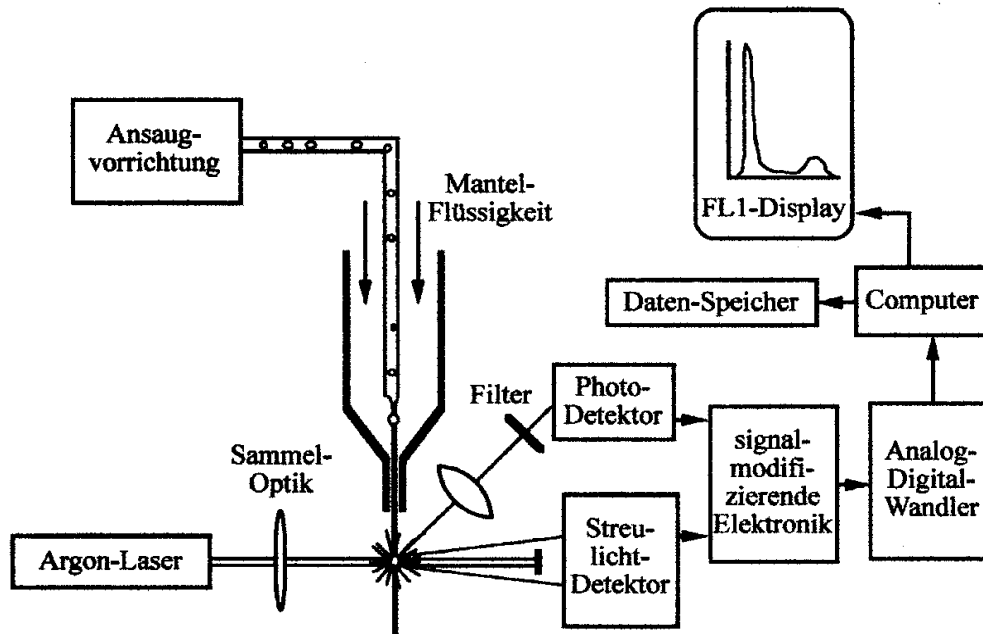 Ansaug-
vorrichtung
Mantel-
Flüssigkeit
FL1-Display
Daten-Speicher
Computer
Filter
Photo-
Detektor
signal-
modifi-
zierende
Elektronik
Analog-
Digital-
Wandler
Sammel-
Optik
Streu-
licht-
Detektor
Argon-Laser